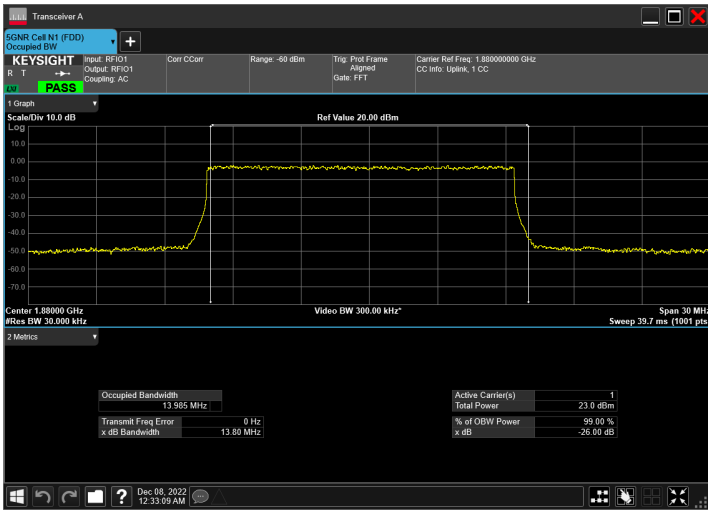 Transceiver A
5GNR Cell N1 (FDD)
Occupied BW
KEYSIGHT
R T
LXI
PASS
Input: RFIO1
Output: RFIO1
Coupling: AC
Corr CCorr
Range: -60 dBm
Trig: Prot Frame
Aligned
Gate: FFT
Carrier Ref Freq: 1.880000000 GHz
CC Info: Uplink, 1 CC
1 Graph
Scale/Div 10.0 dB
Ref Value 20.00 dBm
Log
10.0
0.00
-10.0
-20.0
-30.0
-40.0
-50.0
-60.0
-70.0
Center 1.88000 GHz
Video BW 300.00 kHz*
Span 30 MHz
#Res BW 30.000 kHz
Sweep 39.7 ms (1001 pts
2 Metrics
Occupied Bandwidth
13.985 MHz
Transmit Freq Error 0 Hz
x dB Bandwidth 13.80 MHz
Active Carrier(s) 1
Total Power 23.0 dBm
% of OBW Power 99.00 %
x dB -26.00 dB
?
Dec 08, 2022
12:33:09 AM